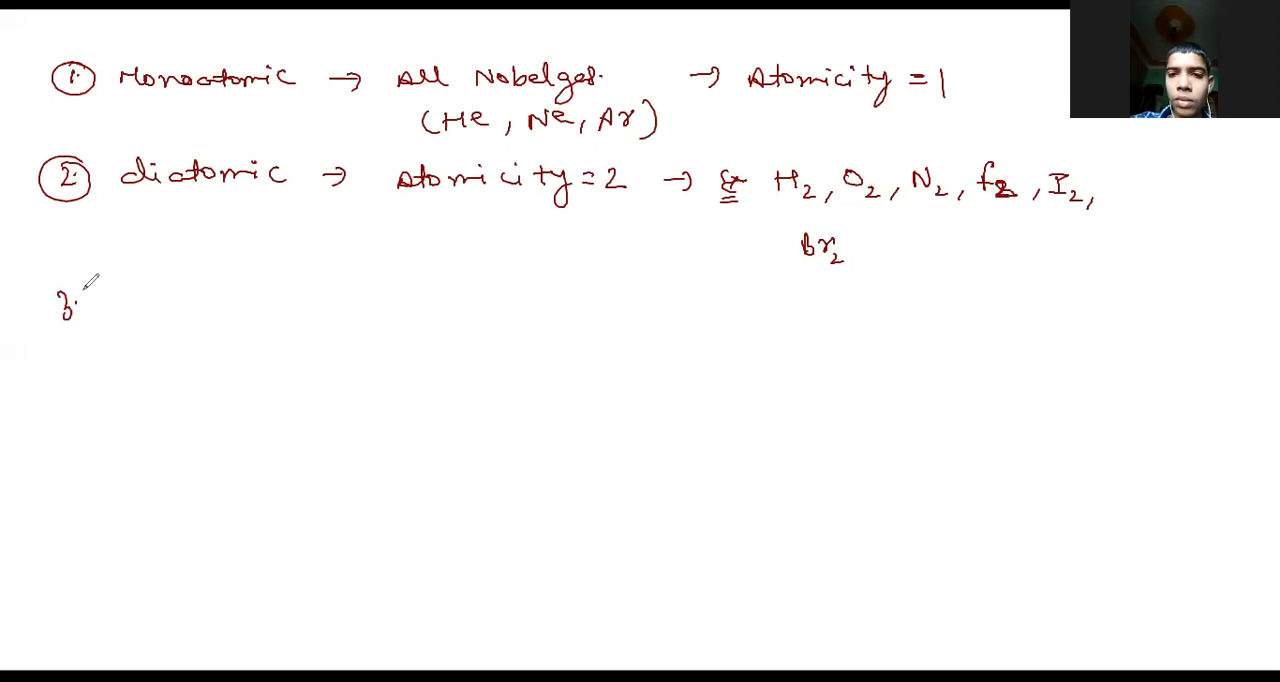 1. Monoatomic → All Nobelgas. → Atomicity = 1
(He, Ne, Ar)
2. diatomic → Atomicity = 2 → Ex H2, O2, N2, f2, I2,
br2
3.